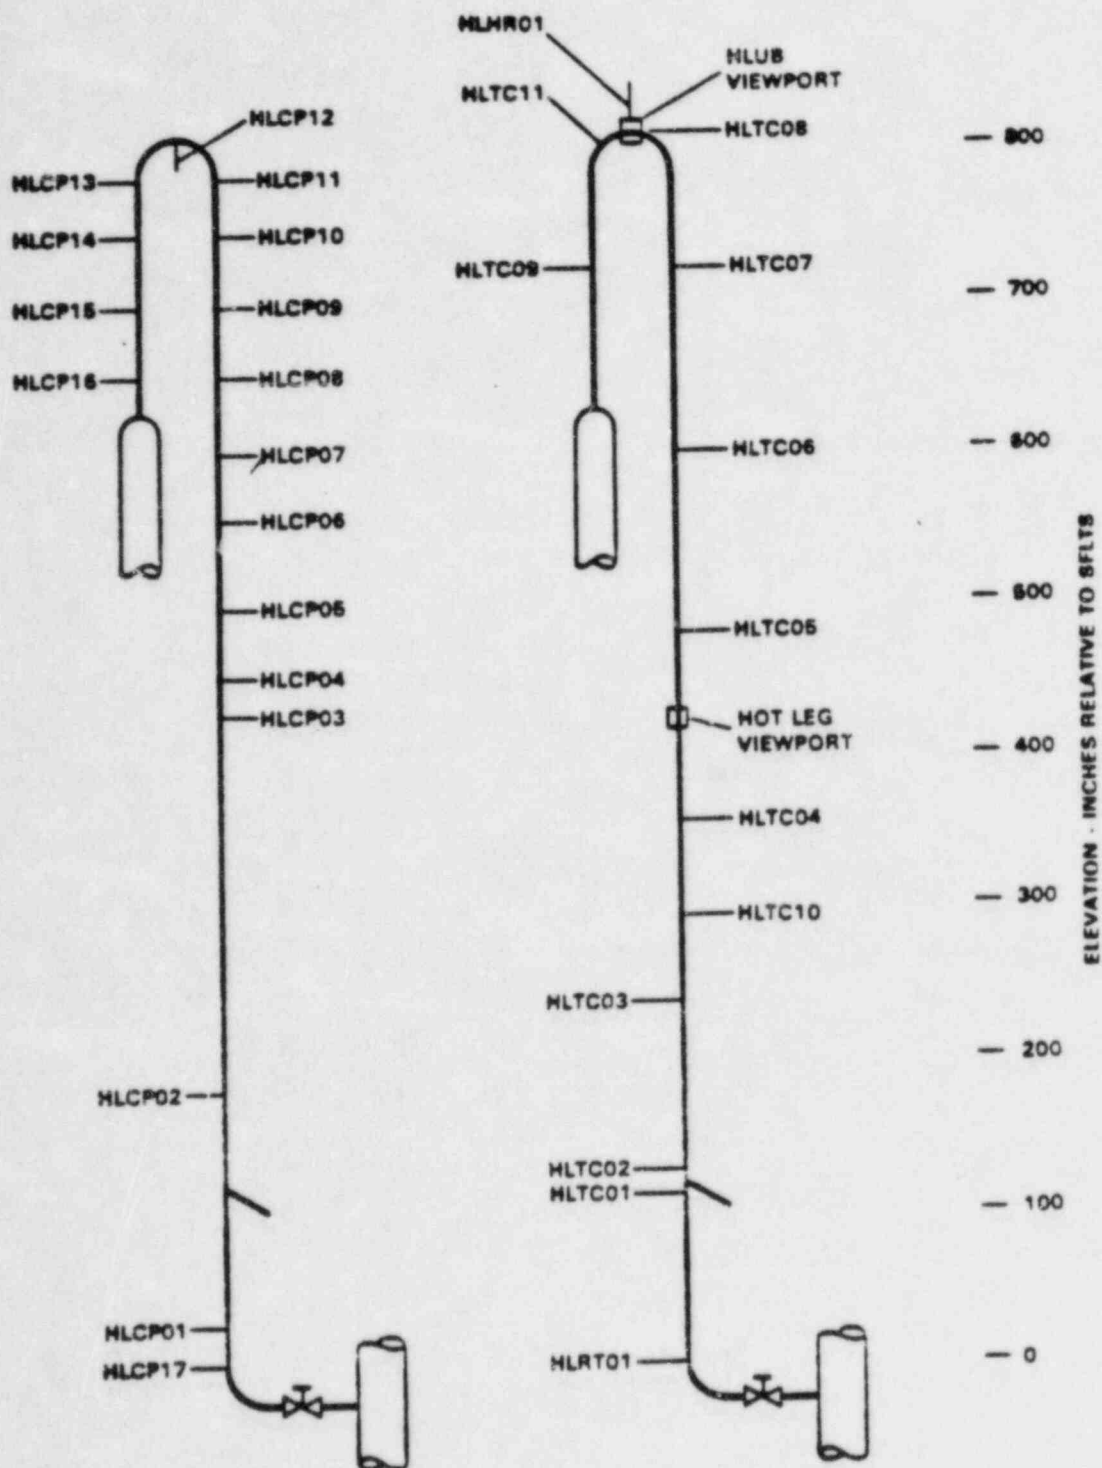 HLHR01
HLUB
VIEWPORT
HLTC11
HLCP12
HLTC08
800
HLCP13
HLCP11
HLCP14
HLCP10
HLTC09
HLTC07
700
HLCP15
HLCP09
HLCP16
HLCP08
HLCP07
HLTC06
600
HLCP06
HLCP05
HLTC05
500
HLCP04
HLCP03
HOT LEG
VIEWPORT
400
HLTC04
HLTC10
300
ELEVATION - INCHES RELATIVE TO SFLTS
HLTC03
200
HLCP02
HLTC02
HLTC01
100
HLCP01
HLCP17
HLRT01
0